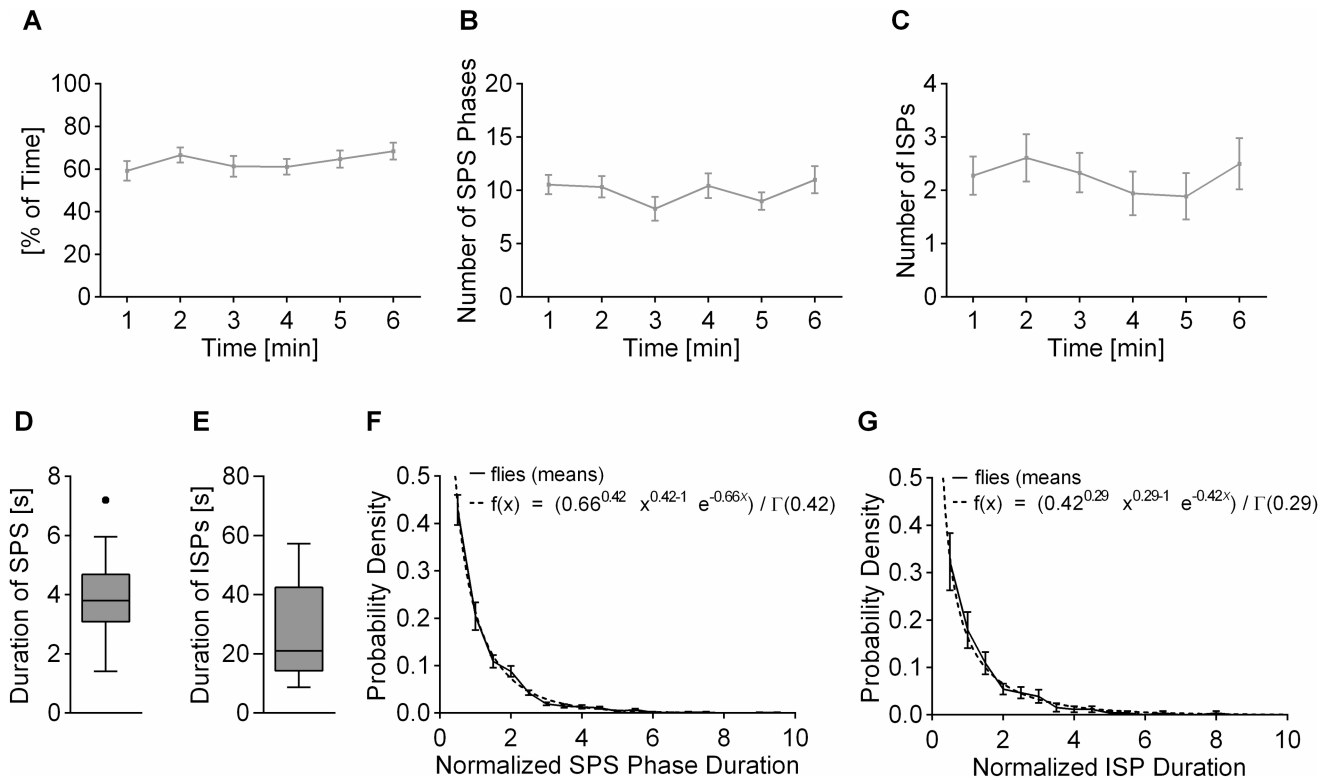 A
[% of Time]
100
80
60
40
20
0
1 2 3 4 5 6
Time [min]
B
Number of SPS Phases
20
15
10
5
0
1 2 3 4 5 6
Time [min]
C
Number of ISPs
4
3
2
1
0
1 2 3 4 5 6
Time [min]
D
Duration of SPS [s]
8
6
4
2
0
E
Duration of ISPs [s]
80
60
40
20
0
F
Probability Density
0.5
0.4
0.3
0.2
0.1
0.0
flies (means)
f(x) = (0.66^0.42 x^0.42-1 e^-0.66x) / Γ(0.42)
0 2 4 6 8 10
Normalized SPS Phase Duration
G
Probability Density
0.5
0.4
0.3
0.2
0.1
0.0
flies (means
f(x) = (0.42^0.29 x^0.29-1 e^-0.42x) / Γ(0.29)
0 2 4 6 8 10
Normalized ISP Duration